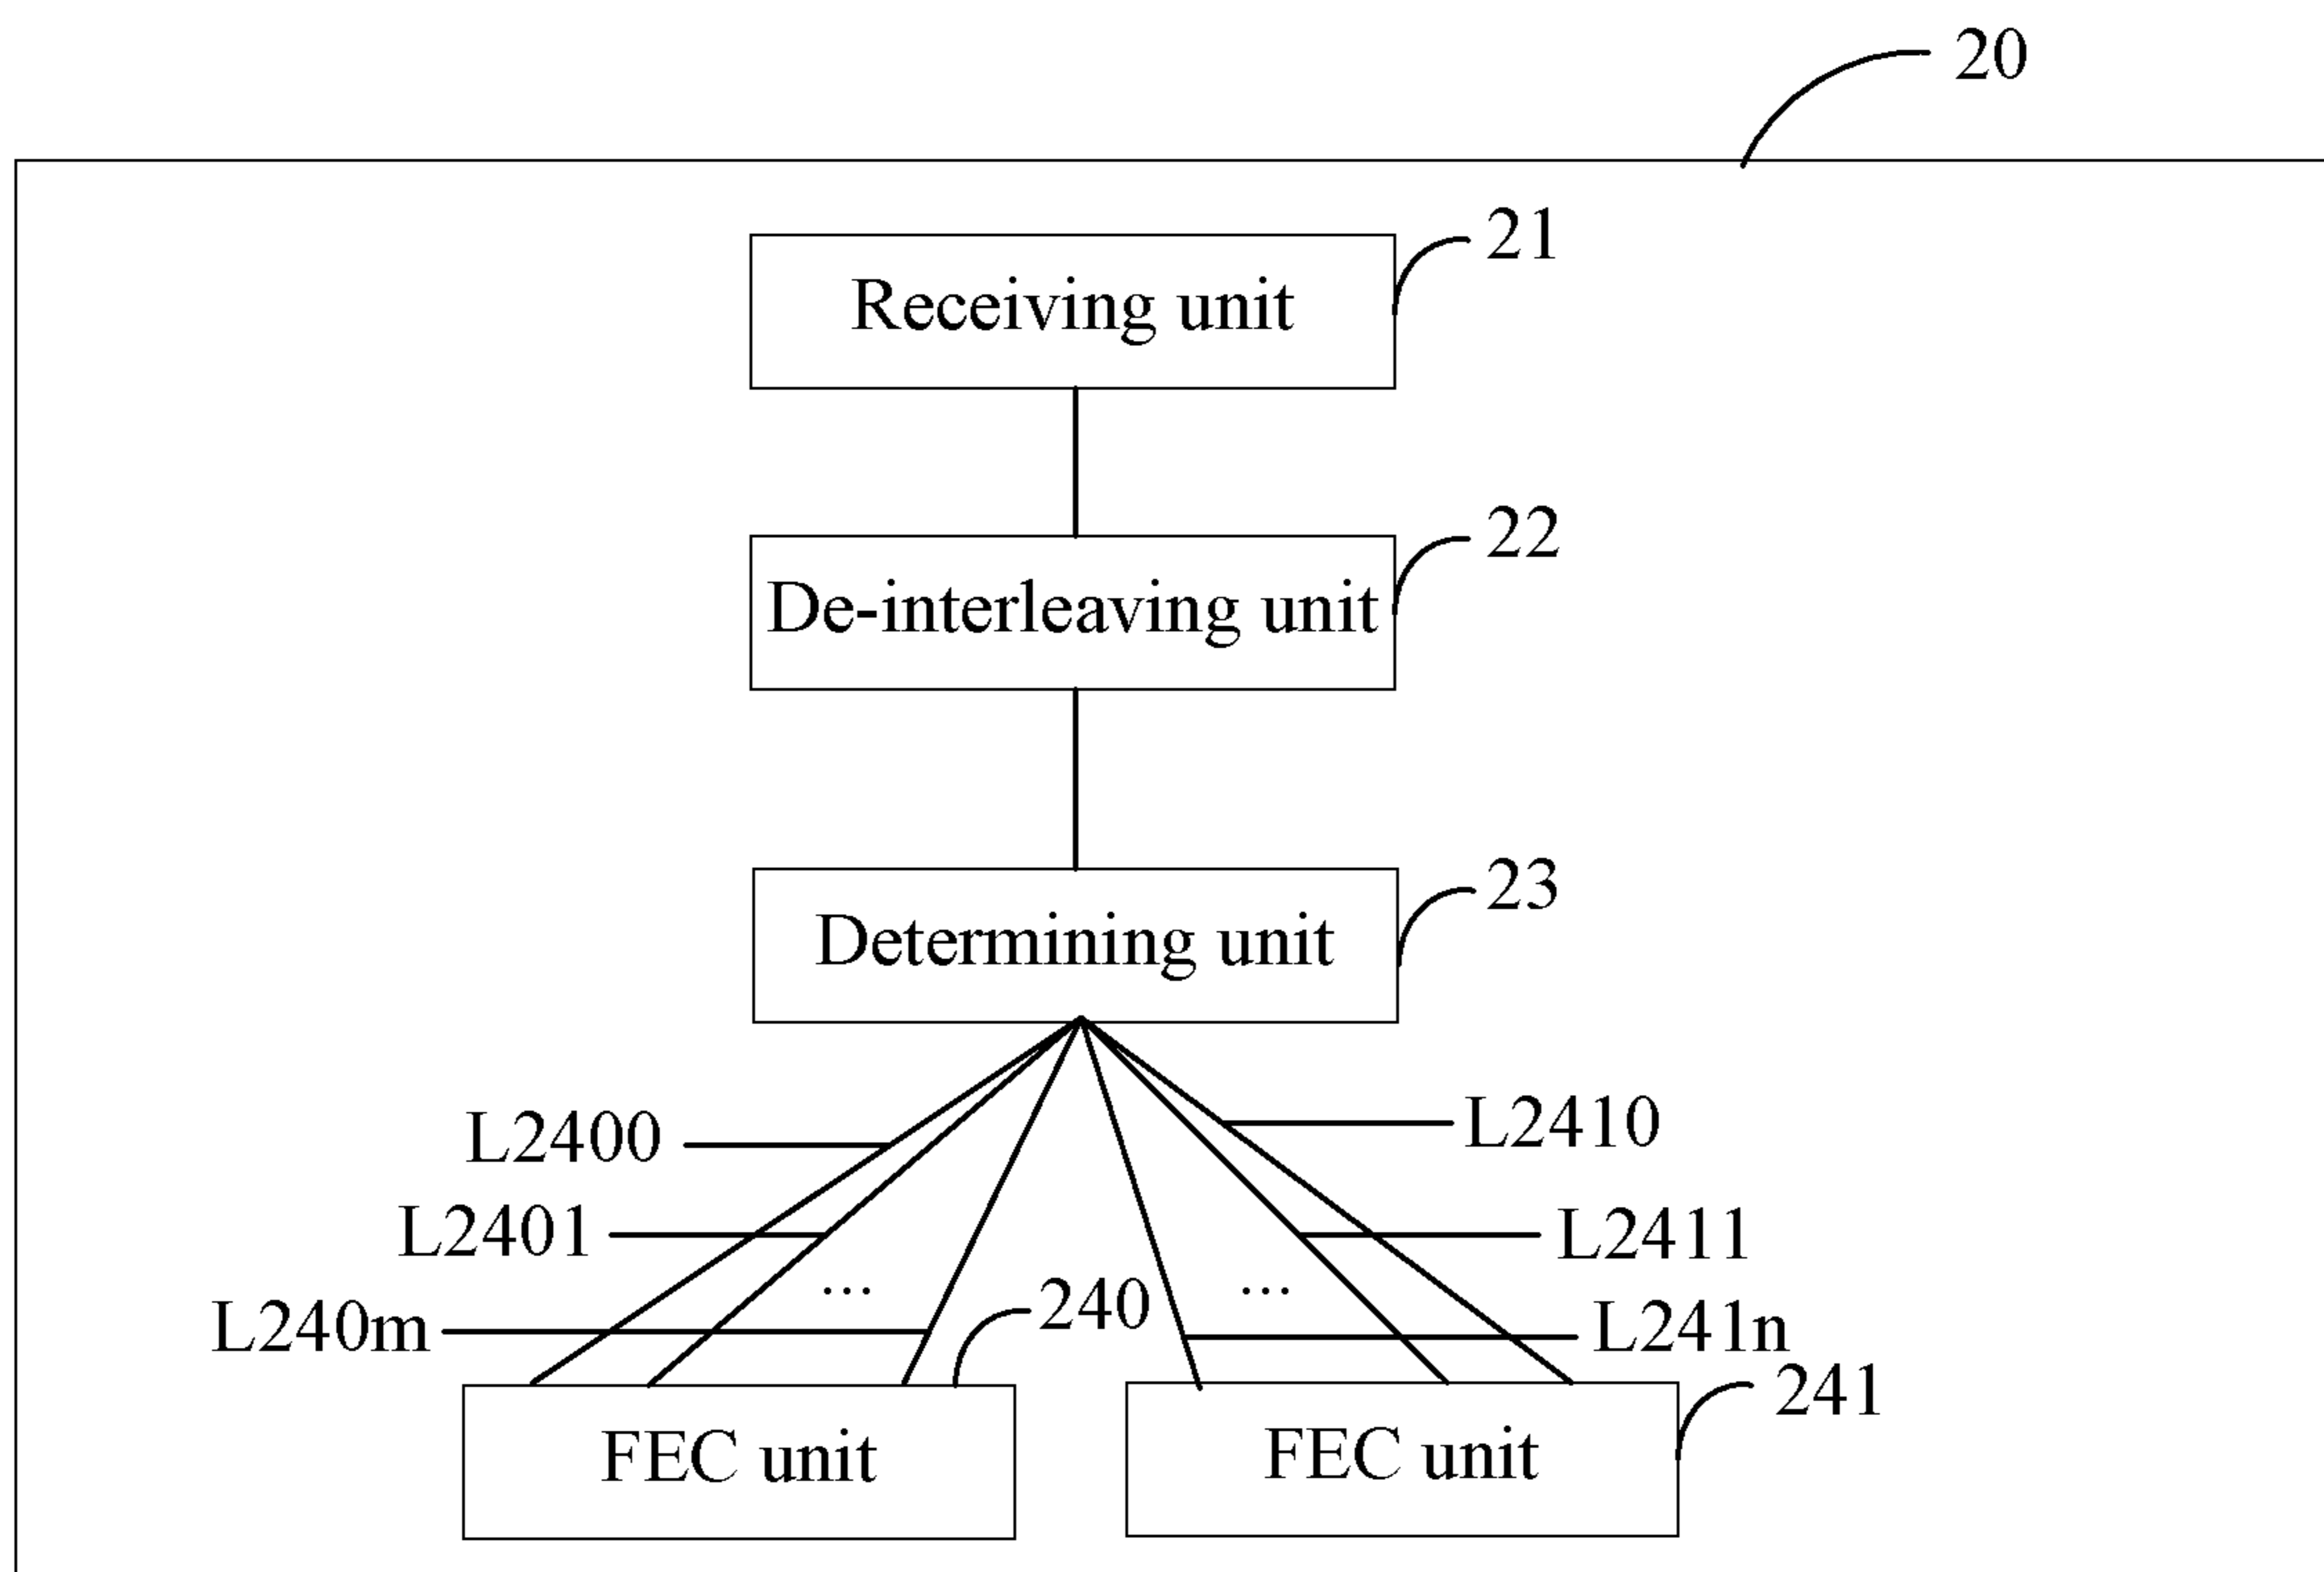 20
21
Receiving unit
22
De-interleaving unit
23
Determining unit
L2400
L2410
L2401
L2411
...
...
240
L240m
L241n
241
FEC unit
FEC unit